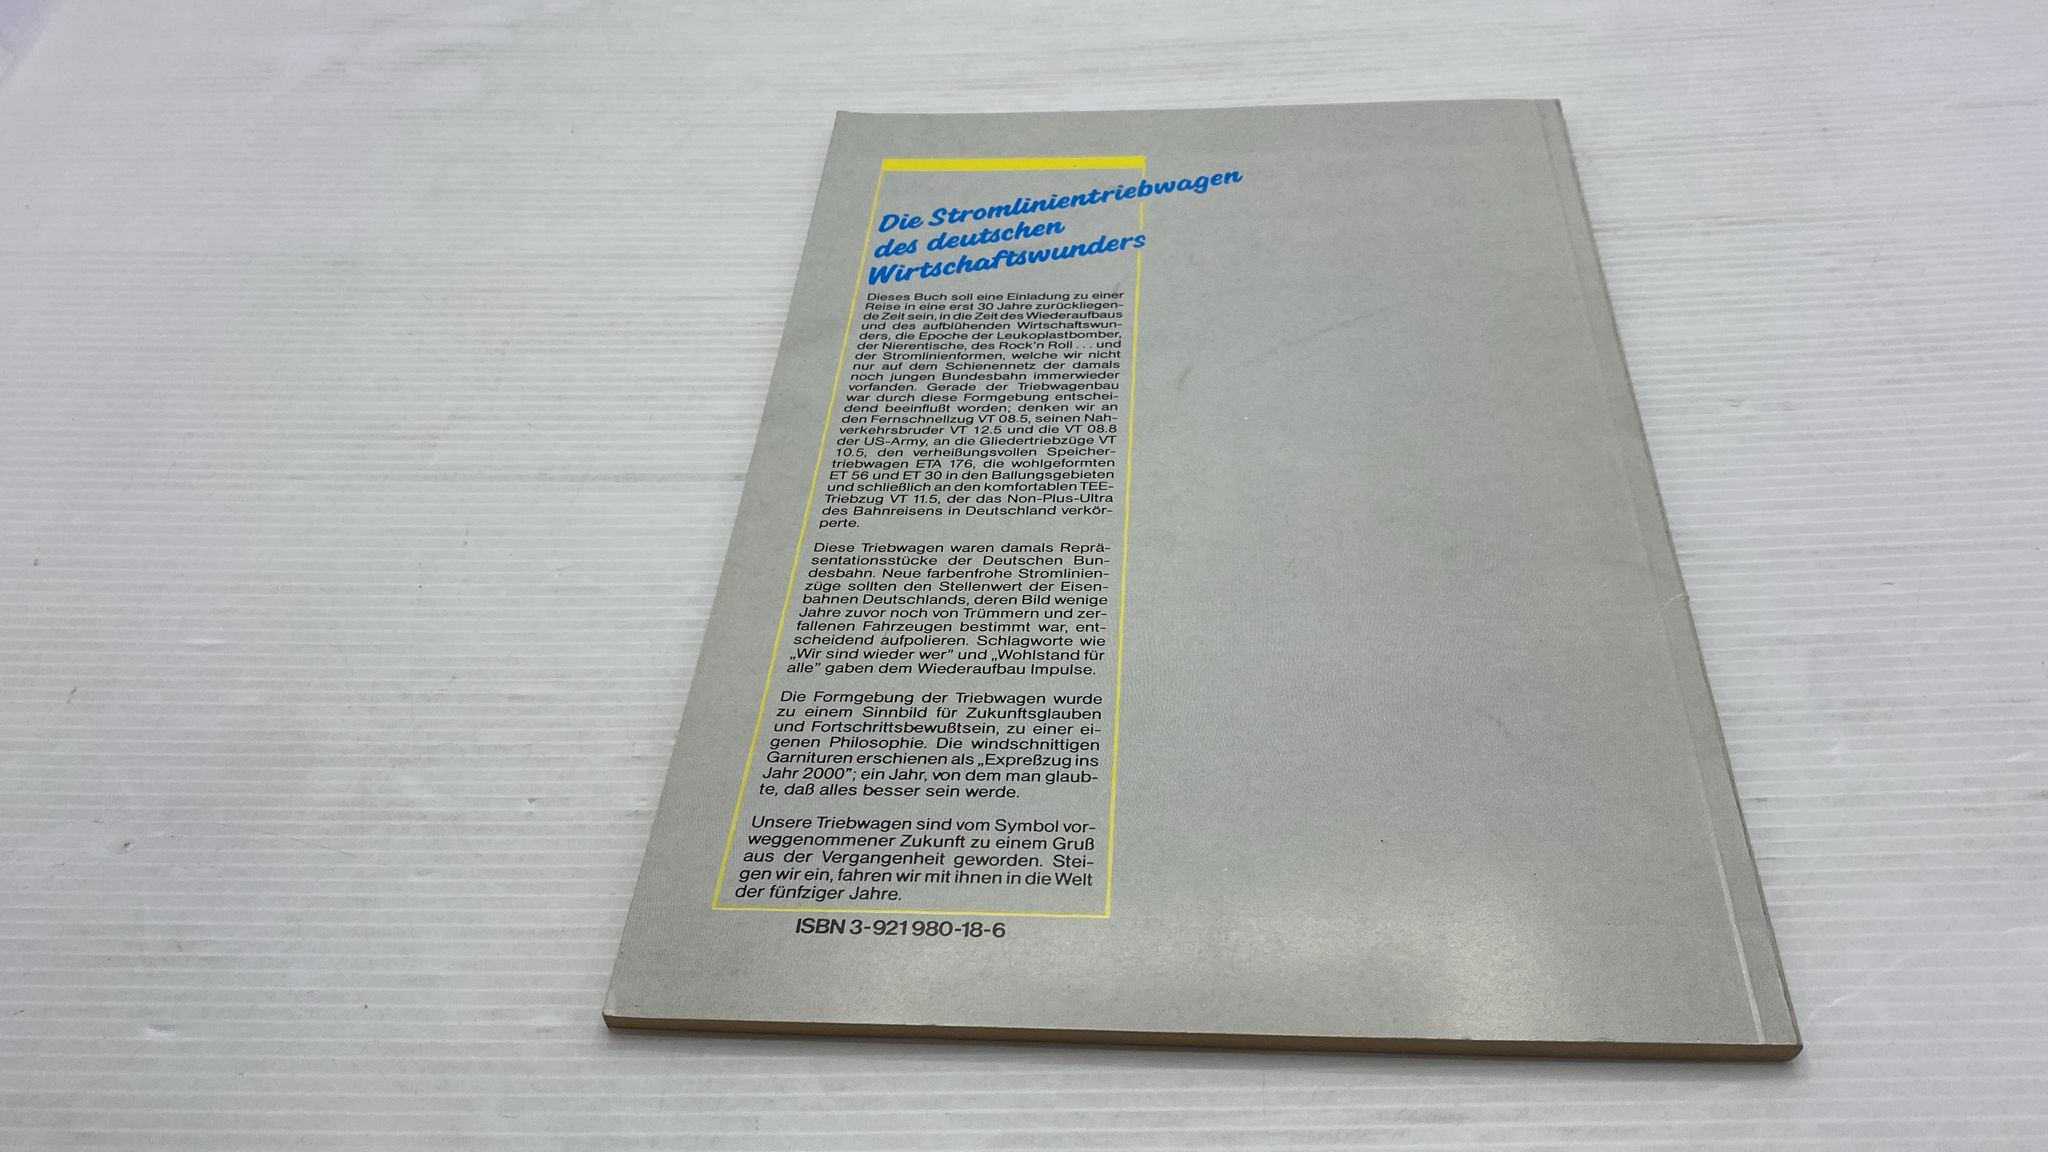 Die Stromlinientriebwagen
des deutschen
Wirtschaftswunders
Dieses Buch soll eine Einladung zu einer
Reise in eine erst 30 Jahre zurückliegen-
de Zeit sein, in die Zeit des Wiederaufbaus
und des aufblühenden Wirtschaftswun-
ders, die Epoche der Leukoplastbomber,
der Nierentische, des Rock'n Roll ... und
der Stromlinienformen, welche wir nicht
nur auf dem Schienennetz der damals
noch jungen Bundesbahn immerwieder
vorfanden. Gerade der Triebwagenbau
war durch diese Formgebung entschei-
dend beeinflußt worden; denken wir an
den Fernschnellzug VT 08.5, seinen Nah-
verkehrsbruder VT 12.5 und die VT 08.8
der US-Army, an die Gliedertriebzüge VT
10.5, den verheißungsvollen Speicher-
triebwagen ETA 176, die wohlgeformten
ET 56 und ET 30 in den Ballungsgebieten
und schließlich an den komfortablen TEE-
Triebzug VT 11.5, der das Non-Plus-Ultra
des Bahnreisens in Deutschland verkör-
perte.
Diese Triebwagen waren damals Reprä-
sentationsstücke der Deutschen Bun-
desbahn. Neue farbenfrohe Stromlinien-
züge sollten den Stellenwert der Eisen-
bahnen Deutschlands, deren Bild wenige
Jahre zuvor noch von Trümmern und zer-
fallenen Fahrzeugen bestimmt war, ent-
scheidend aufpolieren. Schlagworte wie
„Wir sind wieder wer” und „Wohlstand für
alle” gaben dem Wiederaufbau Impulse.
Die Formgebung der Triebwagen wurde
zu einem Sinnbild für Zukunftsglauben
und Fortschrittsbewußtsein, zu einer ei-
genen Philosophie. Die windschnittigen
Garnituren erschienen als „Expreßzug ins
Jahr 2000”; ein Jahr, von dem man glaub-
te, daß alles besser sein werde.
Unsere Triebwagen sind vom Symbol vor-
weggenommener Zukunft zu einem Gruß
aus der Vergangenheit geworden. Stei-
gen wir ein, fahren wir mit ihnen in die Welt
der fünfziger Jahre.
ISBN 3-921980-18-6